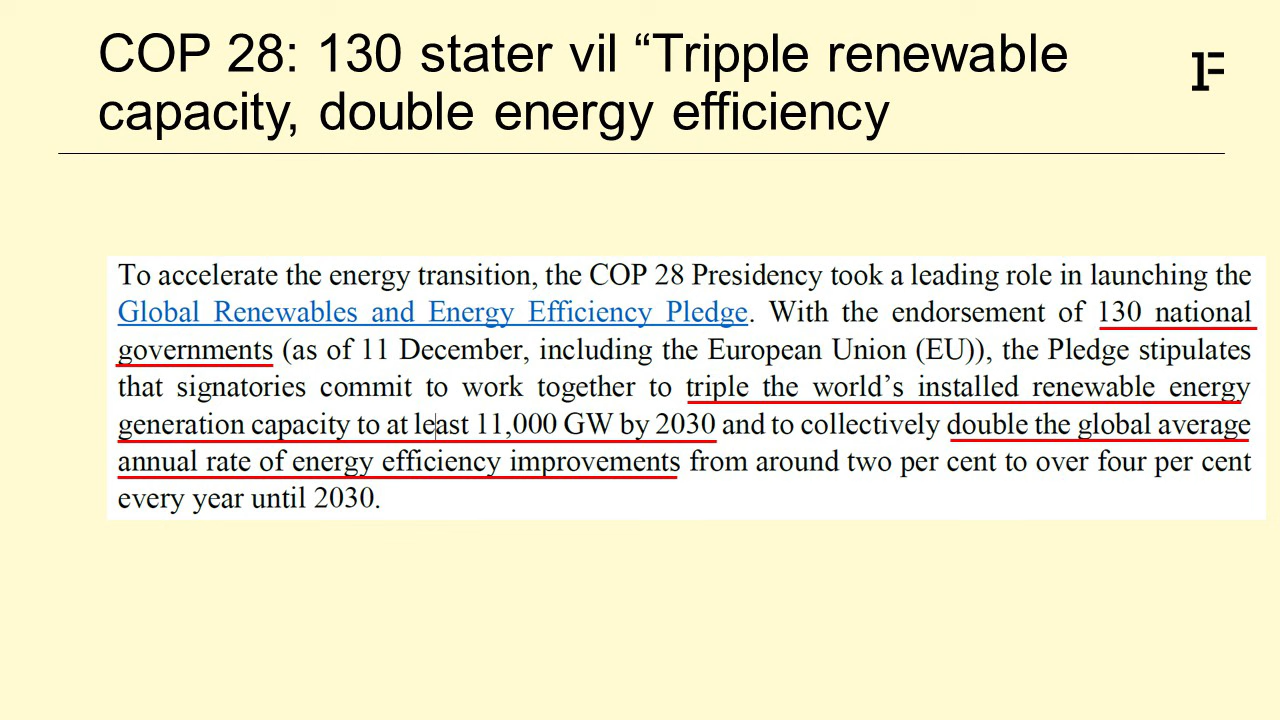 COP 28: 130 stater vil “Tripple renewable
capacity, double energy efficiency
To accelerate the energy transition, the COP 28 Presidency took a leading role in launching the
Global Renewables and Energy Efficiency Pledge. With the endorsement of 130 national
governments (as of 11 December, including the European Union (EU)), the Pledge stipulates
that signatories commit to work together to triple the world’s installed renewable energy
generation capacity to at least 11,000 GW by 2030 and to collectively double the global average
annual rate of energy efficiency improvements from around two per cent to over four per cent
every year until 2030.